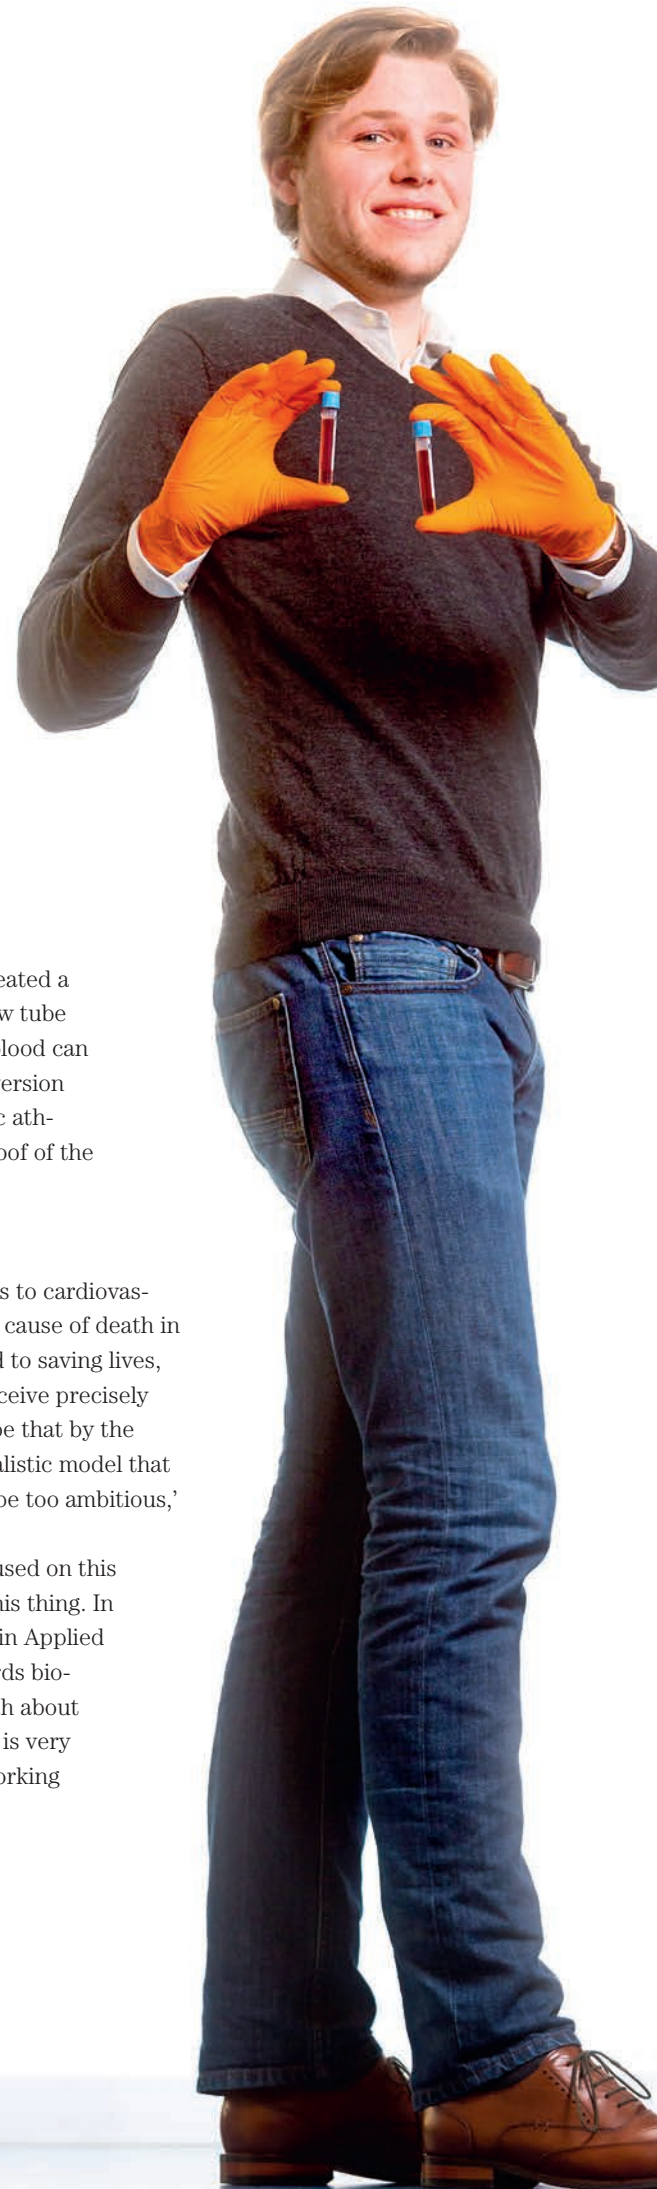 eated a
w tube
lood can
ersion
c ath-
oof of the
s to cardiovas-
cause of death in
d to saving lives,
ceive precisely
pe that by the
alistic model that
be too ambitious,’
used on this
his thing. In
in Applied
rds bio-
h about
is very
orking